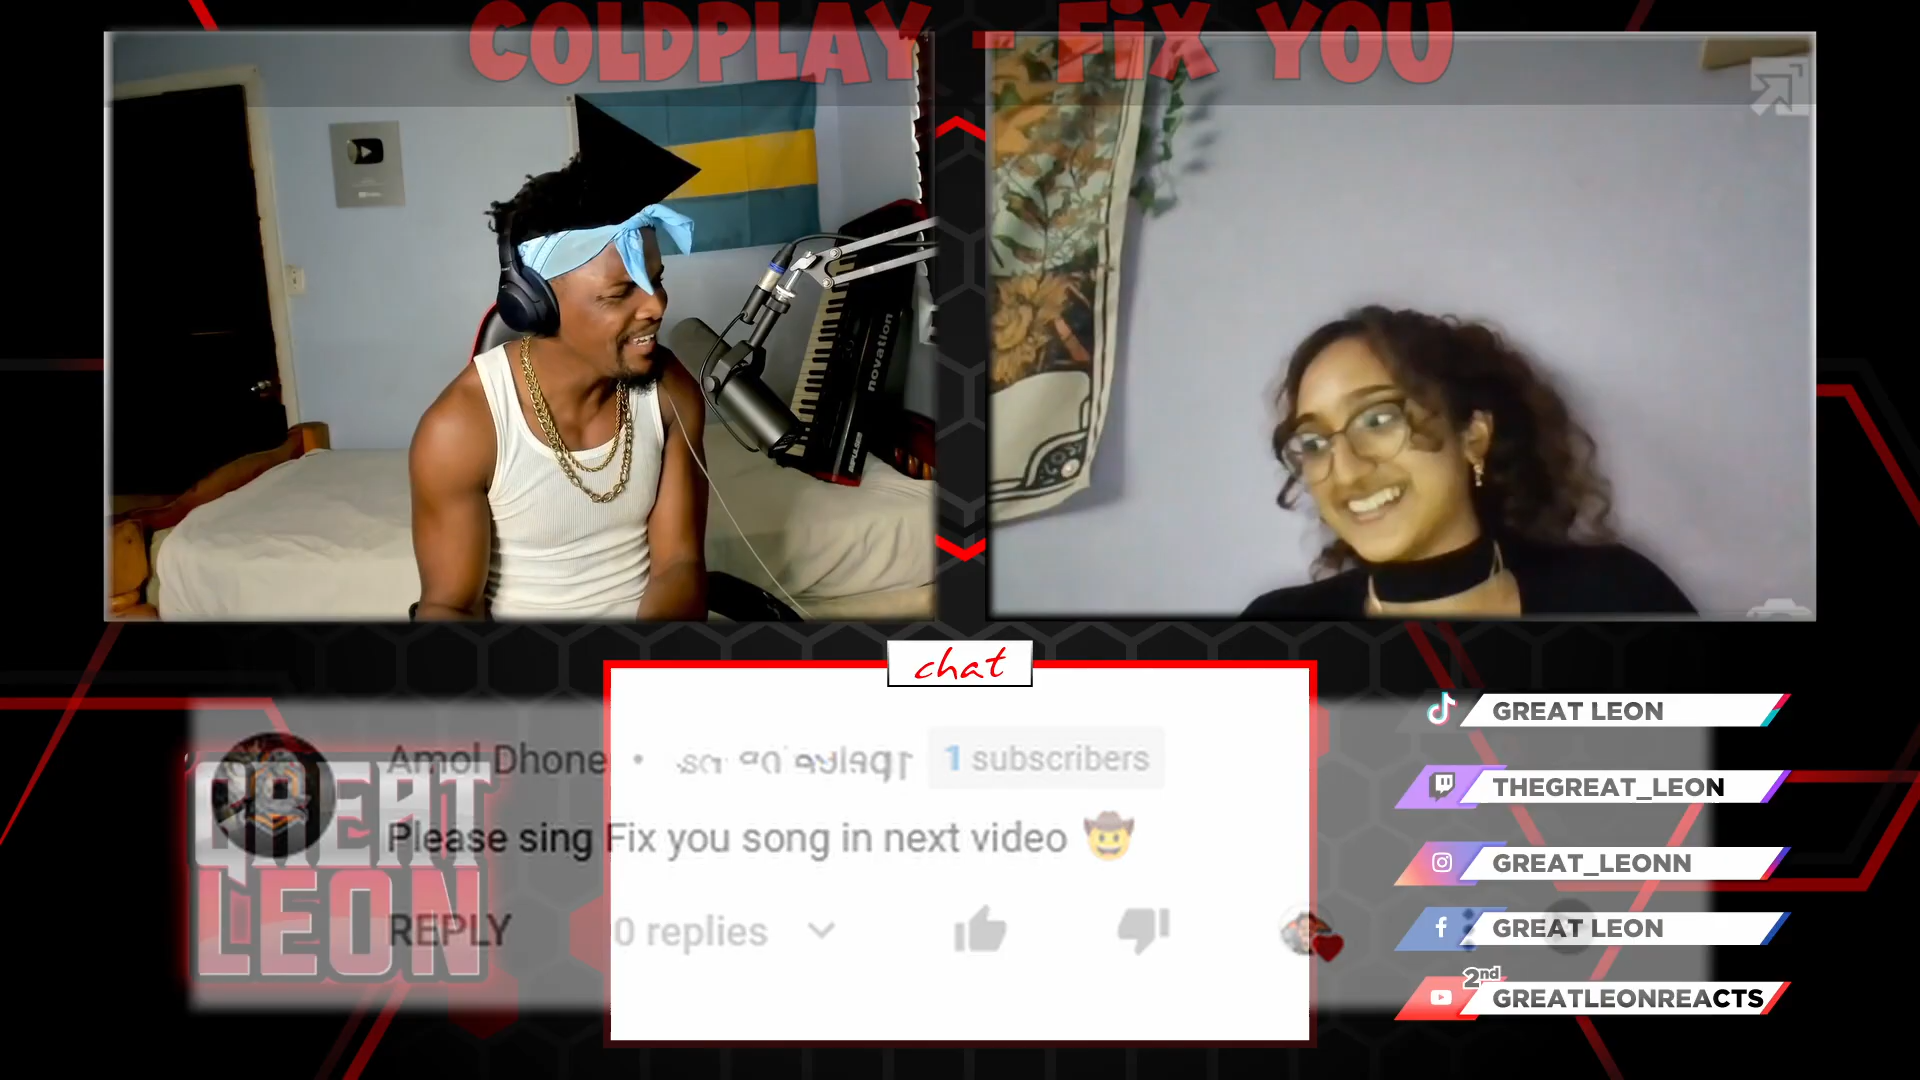 COLDPLAY - FiX YOU
novation
IMPULSE
chat
Amol Dhone • 1 subscribers
Please sing Fix you song in next video 🤠
REPLY 0 replies
GREAT
LEON
GREAT LEON
THEGREAT_LEON
GREAT_LEONN
GREAT LEON
2nd
GREATLEONREACTS